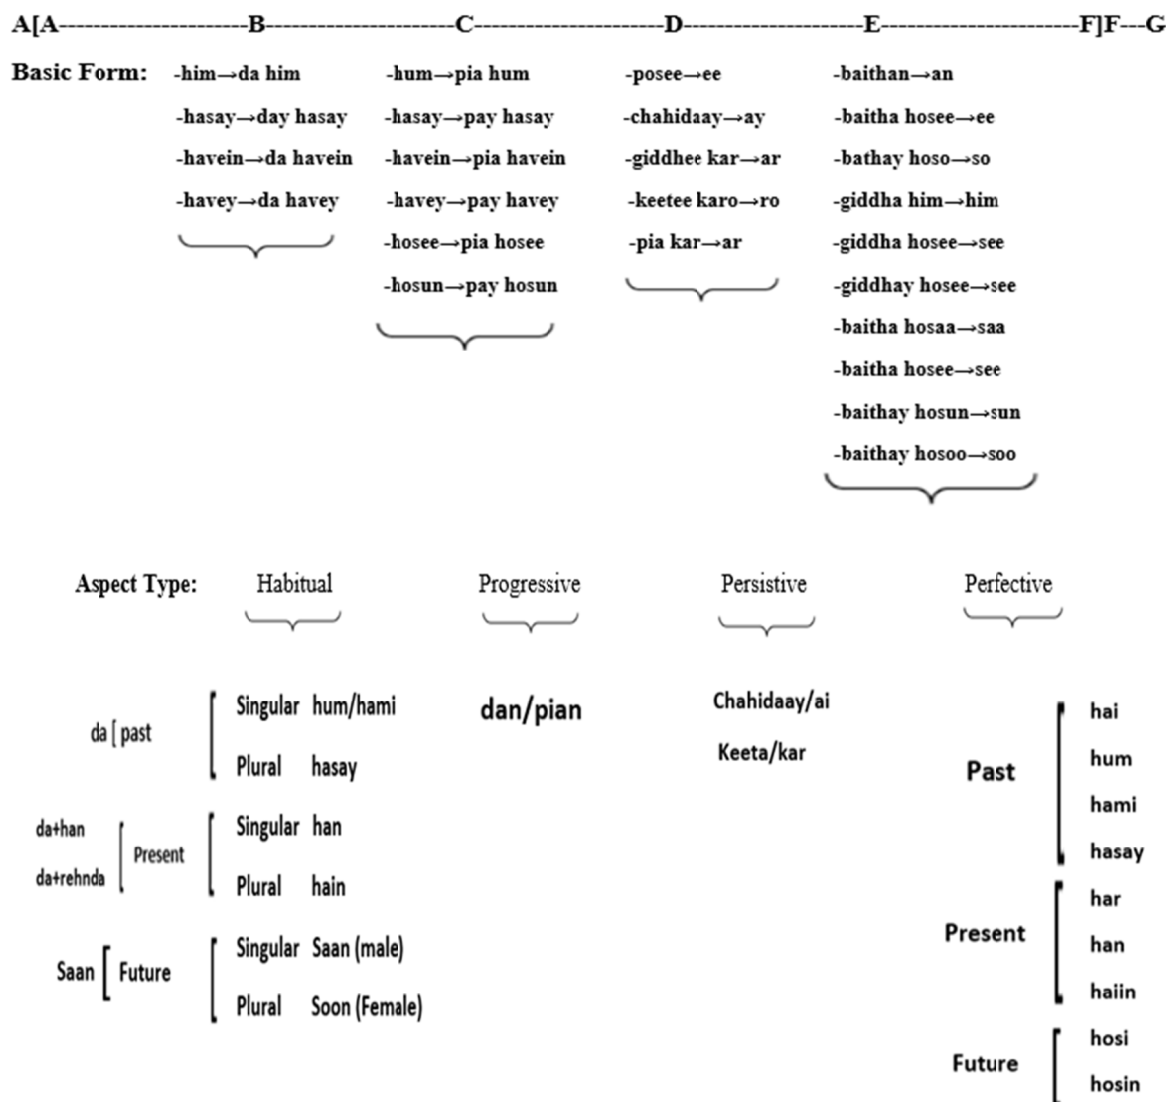 A[A---------------------B---------------------C---------------------D---------------------E---------------------F]F---G
Basic Form: -him→da him -hum→pia hum -posee→ee -baithan→an
-hasay→day hasay -hasay→pay hasay -chahidaay→ay -baitha hosee→ee
-havein→da havein -havein→pia havein -giddhee kar→ar -bathay hoso→so
-havey→da havey -havey→pay havey -keetee karo→ro -giddha him→him
-hosee→pia hosee -pia kar→ar -giddha hosee→see
-hosun→pay hosun -giddhay hosee→see
-baitha hosaa→saa
-baitha hosee→see
-baithay hosun→sun
-baithay hosoo→soo
Aspect Type: Habitual Progressive Persistive Perfective
da [ past Singular hum/hami dan/pian Chahidaay/ai hai
Plural hasay Keeta/kar Past hum
hami
hasay
da+han Present Singular han
da+rehnda Plural hain Present har
han
haiin
Saan [ Future Singular Saan (male)
Plural Soon (Female) Future hosi
hosin